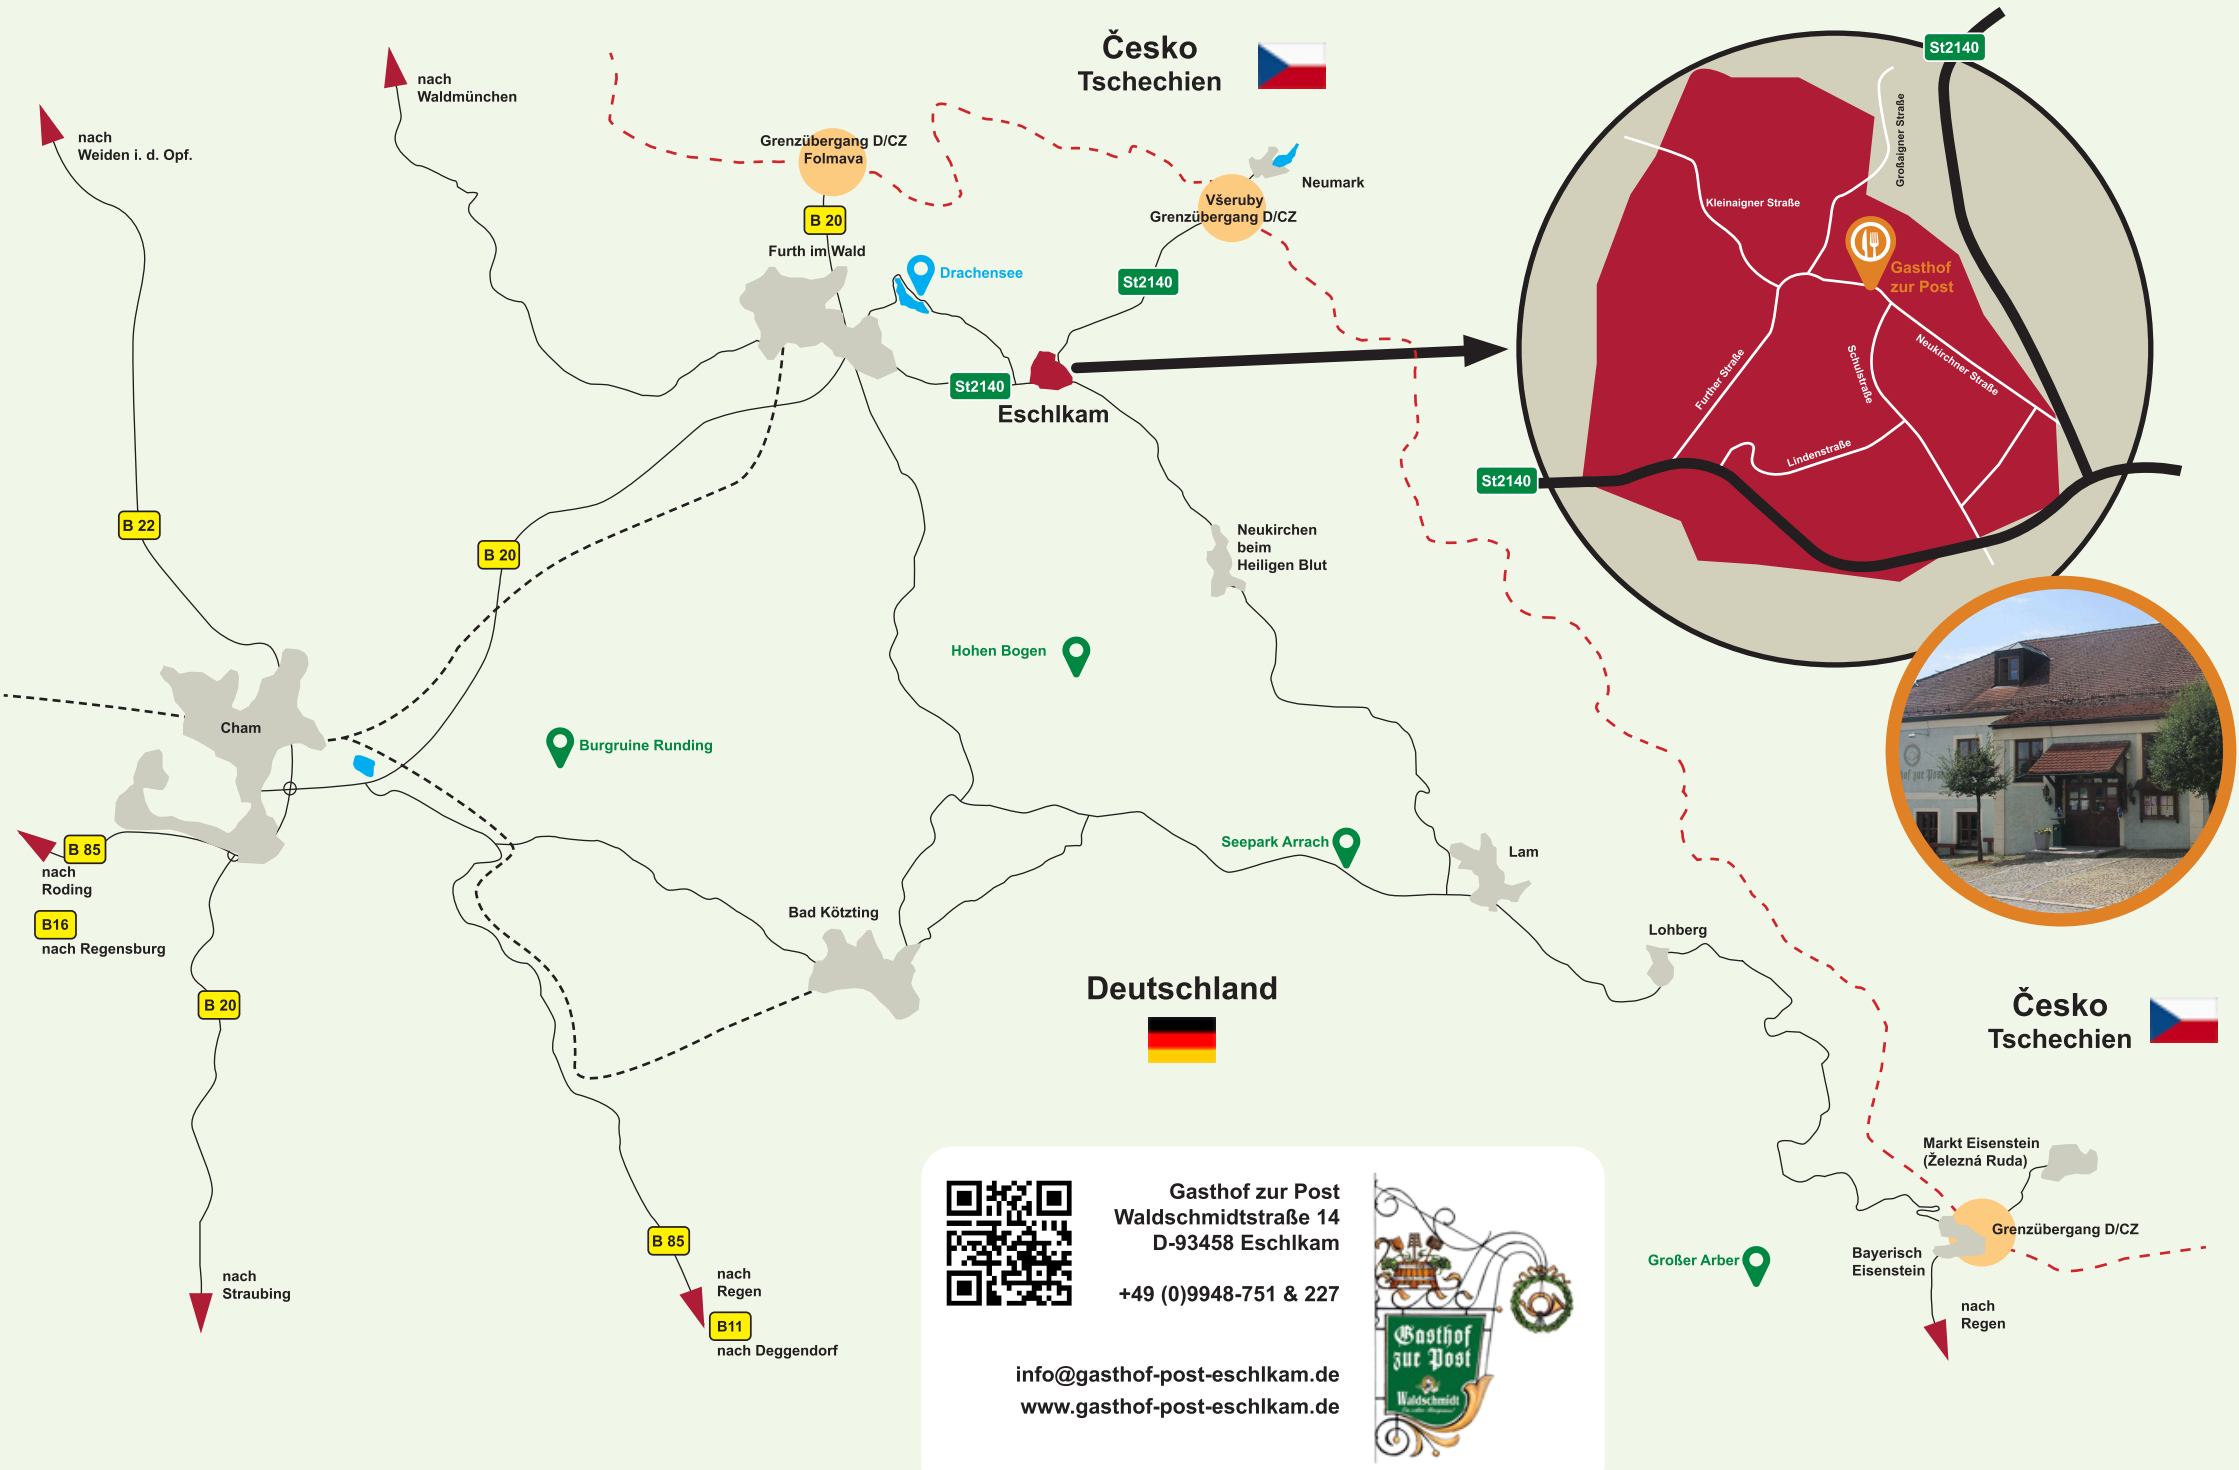 Česko
Tschechien
nach
Waldmünchen
nach
Weiden i. d. Opf.
Grenzübergang D/CZ
Folmava
B 20
Furth im Wald
Drachensee
Neumark
Všeruby
Grenzübergang D/CZ
St2140
St2140
Eschlkam
St2140
Großaigner Straße
Kleinaigner Straße
Gasthof
zur Post
Further Straße
Schulstraße
Neukirchner Straße
Lindenstraße
St2140
B 22
B 20
Neukirchen
beim
Heiligen Blut
Hohen Bogen
Cham
Burgruine Runding
Seepark Arrach
Lam
B 85
nach
Roding
B16
nach Regensburg
Bad Kötzting
Lohberg
B 20
Deutschland
Česko
Tschechien
Markt Eisenstein
(Železná Ruda)
Grenzübergang D/CZ
Bayerisch
Eisenstein
Großer Arber
nach
Regen
nach
Straubing
B 85
nach
Regen
B11
nach Deggendorf
Gasthof zur Post
Waldschmidtstraße 14
D-93458 Eschlkam
+49 (0)9948-751 & 227
info@gasthof-post-eschlkam.de
www.gasthof-post-eschlkam.de
Gasthof
zur Post
Waldschmidt